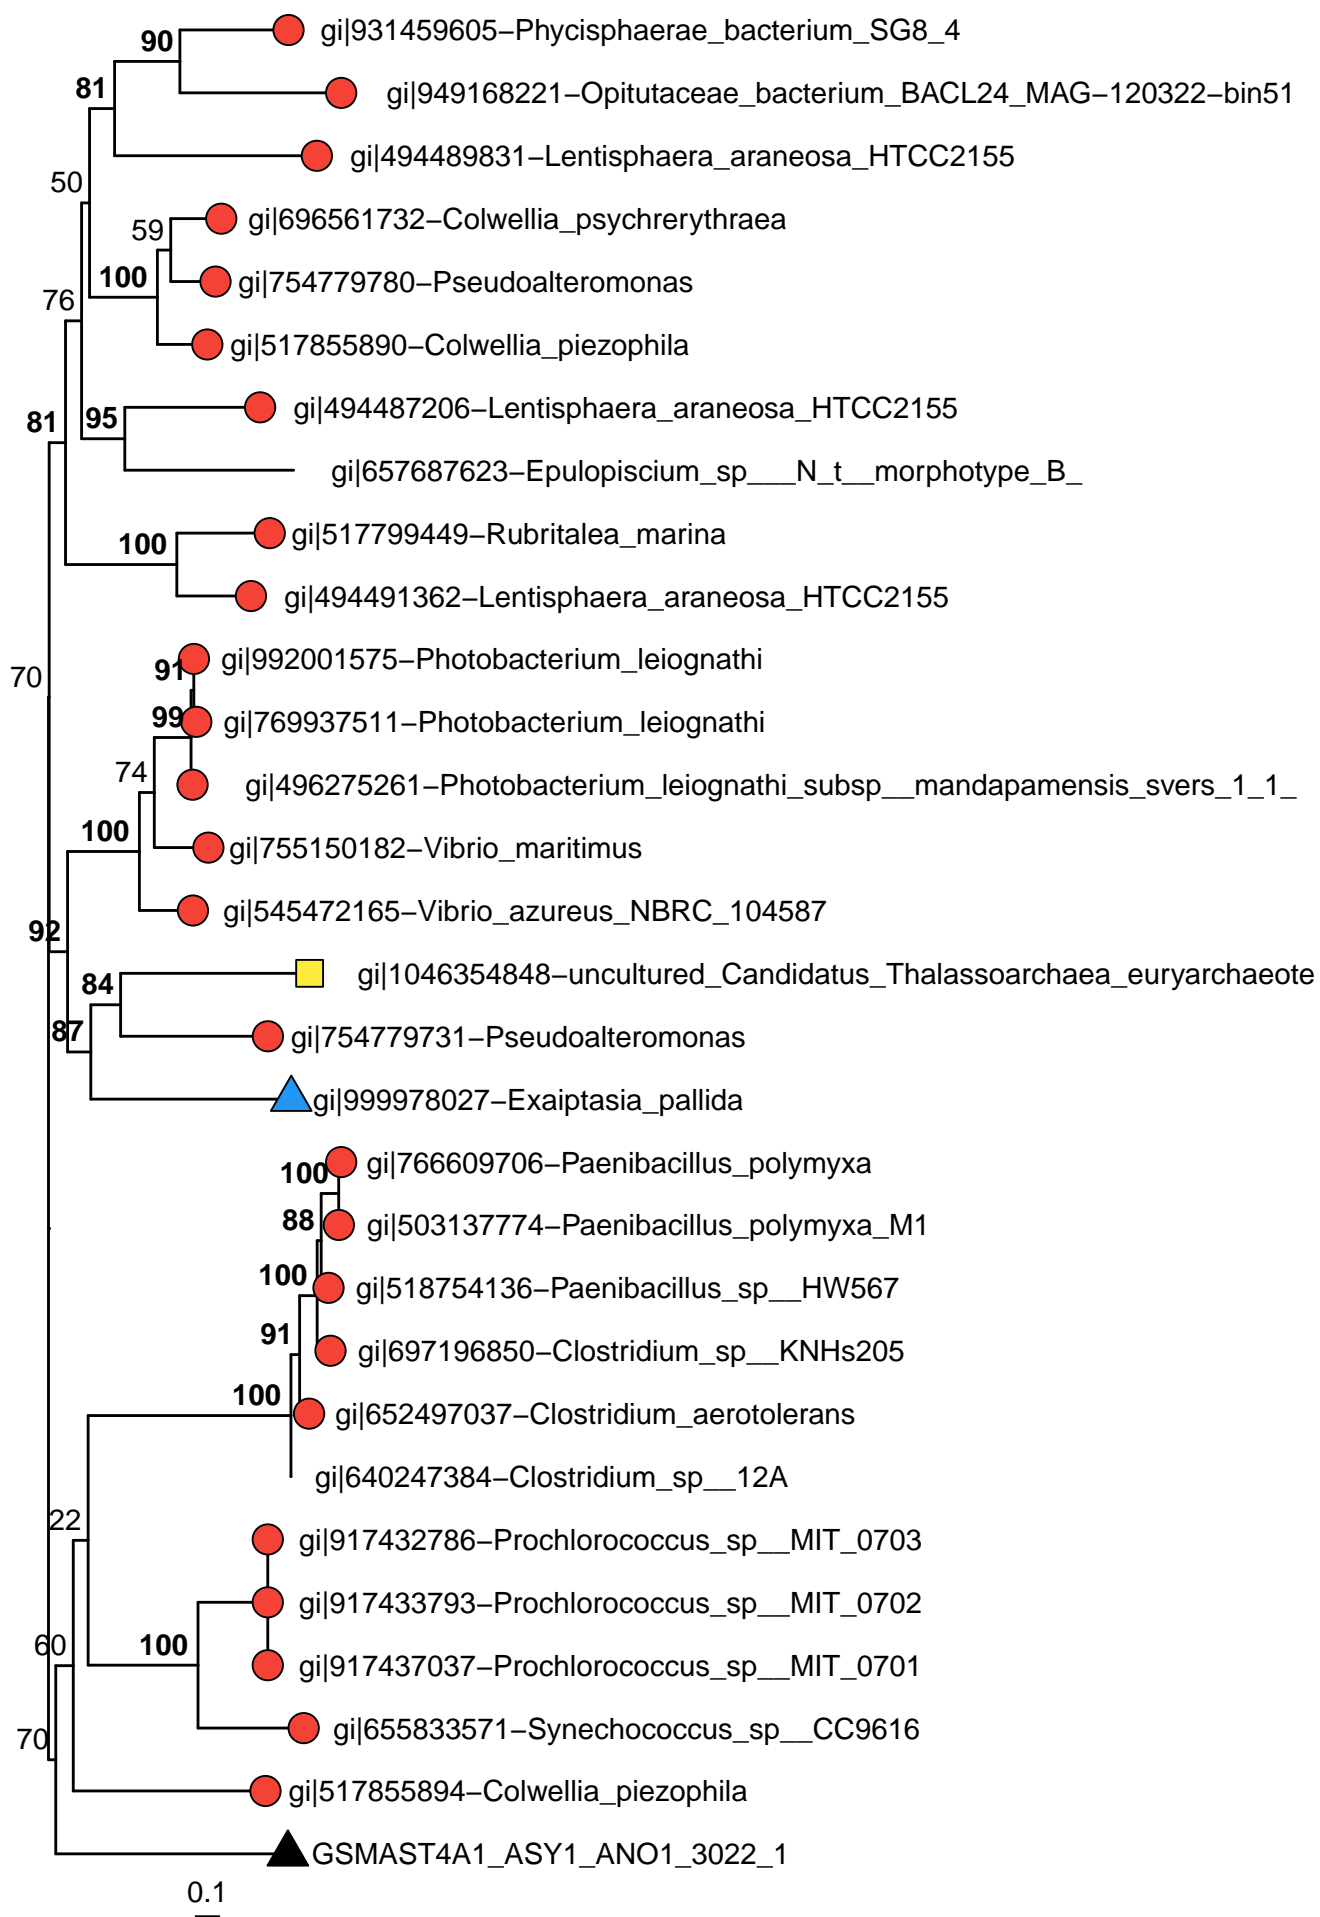 90
gi|931459605–Phycisphaerae_bacterium_SG8_4
81
gi|949168221–Opitutaceae_bacterium_BACL24_MAG–120322–bin51
gi|494489831–Lentisphaera_araneosa_HTCC2155
50
59
gi|696561732–Colwellia_psychrerythraea
100
gi|754779780–Pseudoalteromonas
76
gi|517855890–Colwellia_piezophila
81
95
gi|494487206–Lentisphaera_araneosa_HTCC2155
gi|657687623–Epulopiscium_sp___N_t__morphotype_B_
100
gi|517799449–Rubritalea_marina
gi|494491362–Lentisphaera_araneosa_HTCC2155
70
91
gi|992001575–Photobacterium_leiognathi
99
gi|769937511–Photobacterium_leiognathi
74
gi|496275261–Photobacterium_leiognathi_subsp__mandapamensis_svers_1_1_
100
gi|755150182–Vibrio_maritimus
gi|545472165–Vibrio_azureus_NBRC_104587
92
84
gi|1046354848–uncultured_Candidatus_Thalassoarchaea_euryarchaeote
87
gi|754779731–Pseudoalteromonas
gi|999978027–Exaiptasia_pallida
100
gi|766609706–Paenibacillus_polymyxa
88
gi|503137774–Paenibacillus_polymyxa_M1
100
gi|518754136–Paenibacillus_sp__HW567
91
gi|697196850–Clostridium_sp__KNHs205
100
gi|652497037–Clostridium_aerotolerans
gi|640247384–Clostridium_sp__12A
22
gi|917432786–Prochlorococcus_sp__MIT_0703
gi|917433793–Prochlorococcus_sp__MIT_0702
60
100
gi|917437037–Prochlorococcus_sp__MIT_0701
70
gi|655833571–Synechococcus_sp__CC9616
gi|517855894–Colwellia_piezophila
GSMAST4A1_ASY1_ANO1_3022_1
0.1